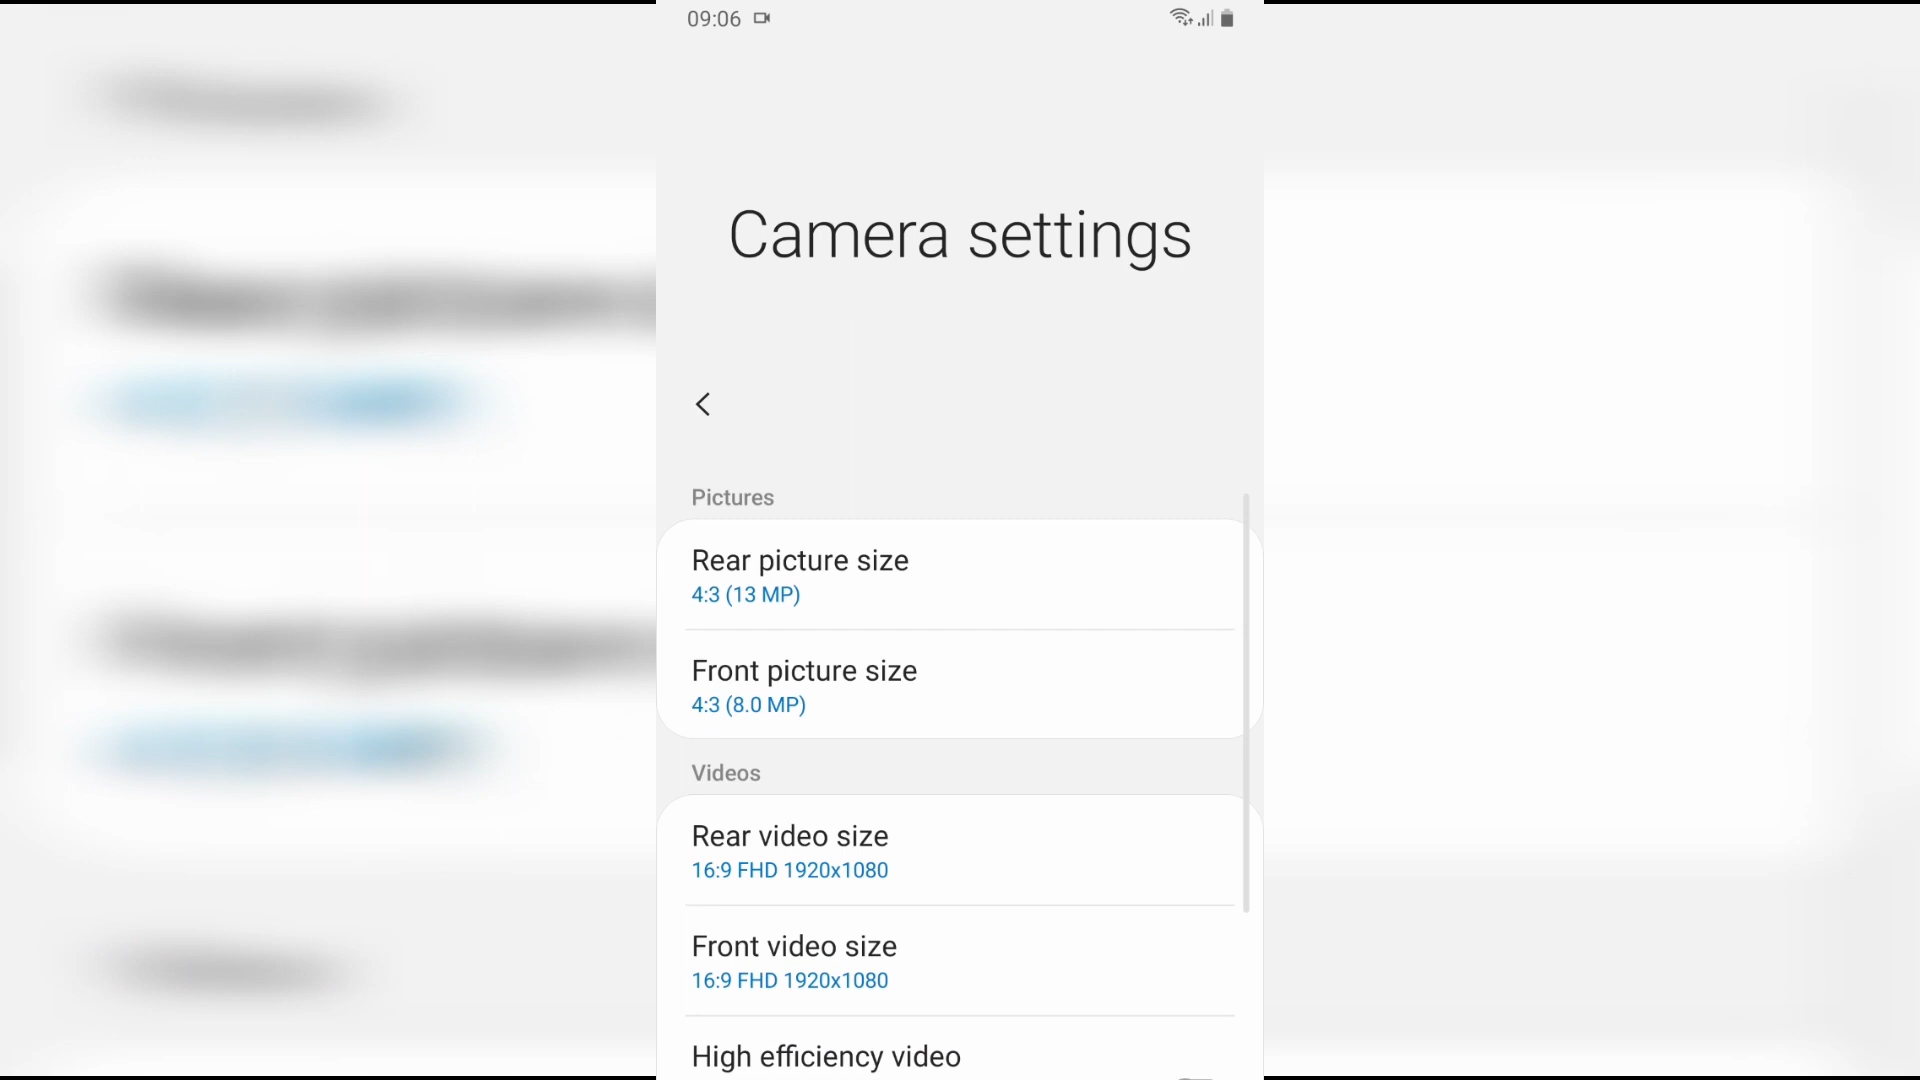 09:06
Camera settings
Pictures
Rear picture size
4:3 (13 MP)
Front picture size
4:3 (8.0 MP)
Videos
Rear video size
16:9 FHD 1920x1080
Front video size
16:9 FHD 1920x1080
High efficiency video